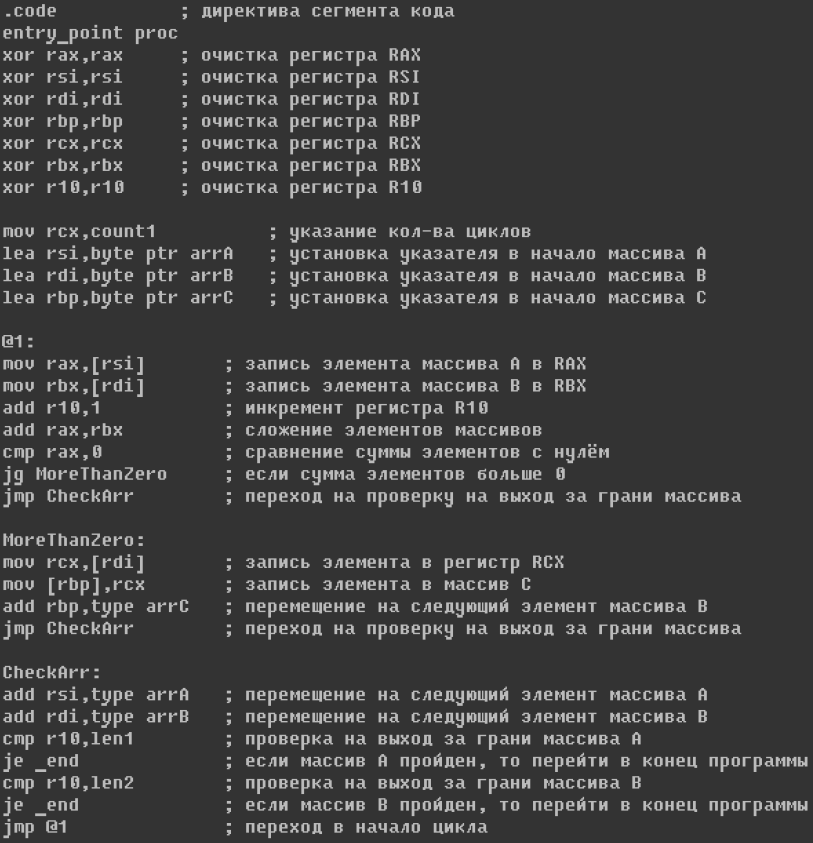 .code ; директива сегмента кода
entry_point proc
xor rax,rax ; очистка регистра RAX
xor rsi,rsi ; очистка регистра RSI
xor rdi,rdi ; очистка регистра RDI
xor rbp,rbp ; очистка регистра RBP
xor rcx,rcx ; очистка регистра RCX
xor rbx,rbx ; очистка регистра RBX
xor r10,r10 ; очистка регистра R10
mov rcx,count1 ; указание кол-ва циклов
lea rsi,byte ptr arrA ; установка указателя в начало массива A
lea rdi,byte ptr arrB ; установка указателя в начало массива B
lea rbp,byte ptr arrC ; установка указателя в начало массива C
@1:
mov rax,[rsi] ; запись элемента массива A в RAX
mov rbx,[rdi] ; запись элемента массива B в RBX
add r10,1 ; инкремент регистра R10
add rax,rbx ; сложение элементов массивов
cmp rax,0 ; сравнение суммы элементов с нулём
jg MoreThanZero ; если сумма элементов больше 0
jmp CheckArr ; переход на проверку на выход за грани массива
MoreThanZero:
mov rcx,[rdi] ; запись элемента в регистр RCX
mov [rbp],rcx ; запись элемента в массив C
add rbp,type arrC ; перемещение на следующий элемент массива B
jmp CheckArr ; переход на проверку на выход за грани массива
CheckArr:
add rsi,type arrA ; перемещение на следующий элемент массива A
add rdi,type arrB ; перемещение на следующий элемент массива B
cmp r10,len1 ; проверка на выход за грани массива A
je _end ; если массив A пройден, то перейти в конец программы
cmp r10,len2 ; проверка на выход за грани массива B
je _end ; если массив B пройден, то перейти в конец программы
jmp @1 ; переход в начало цикла